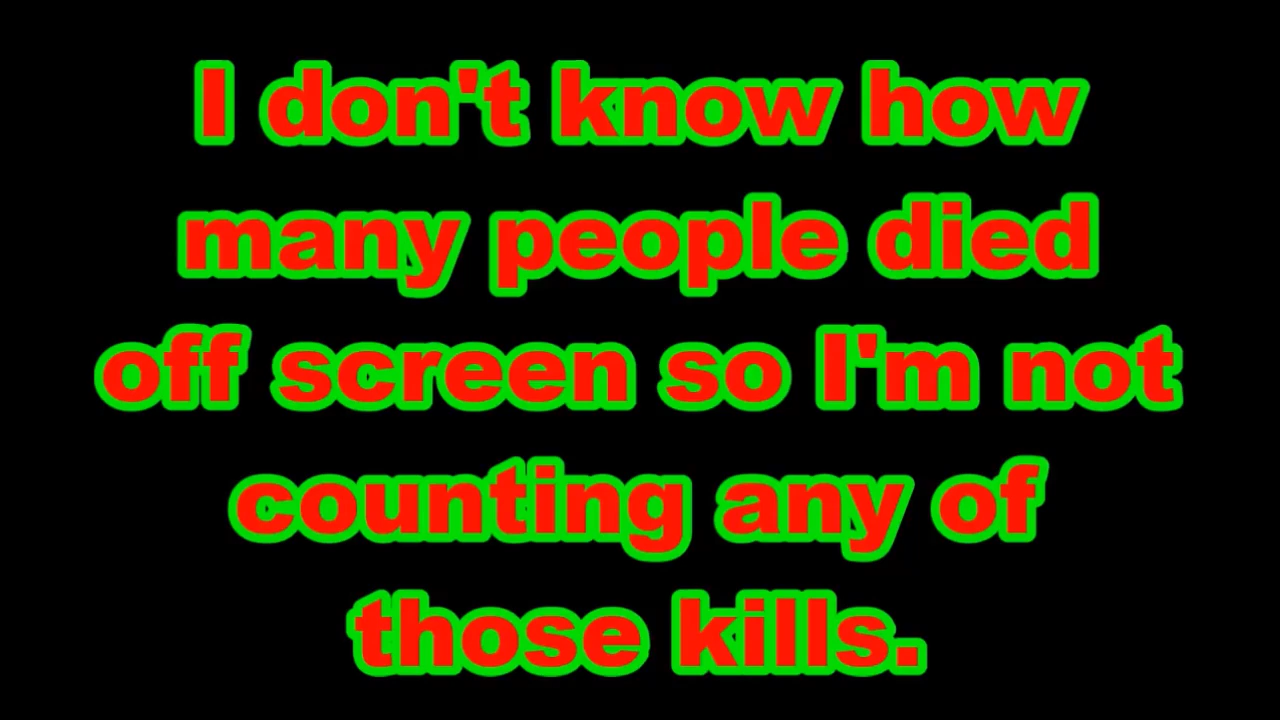 I don't know how
many people died
off screen so I'm not
counting any of
those kills.